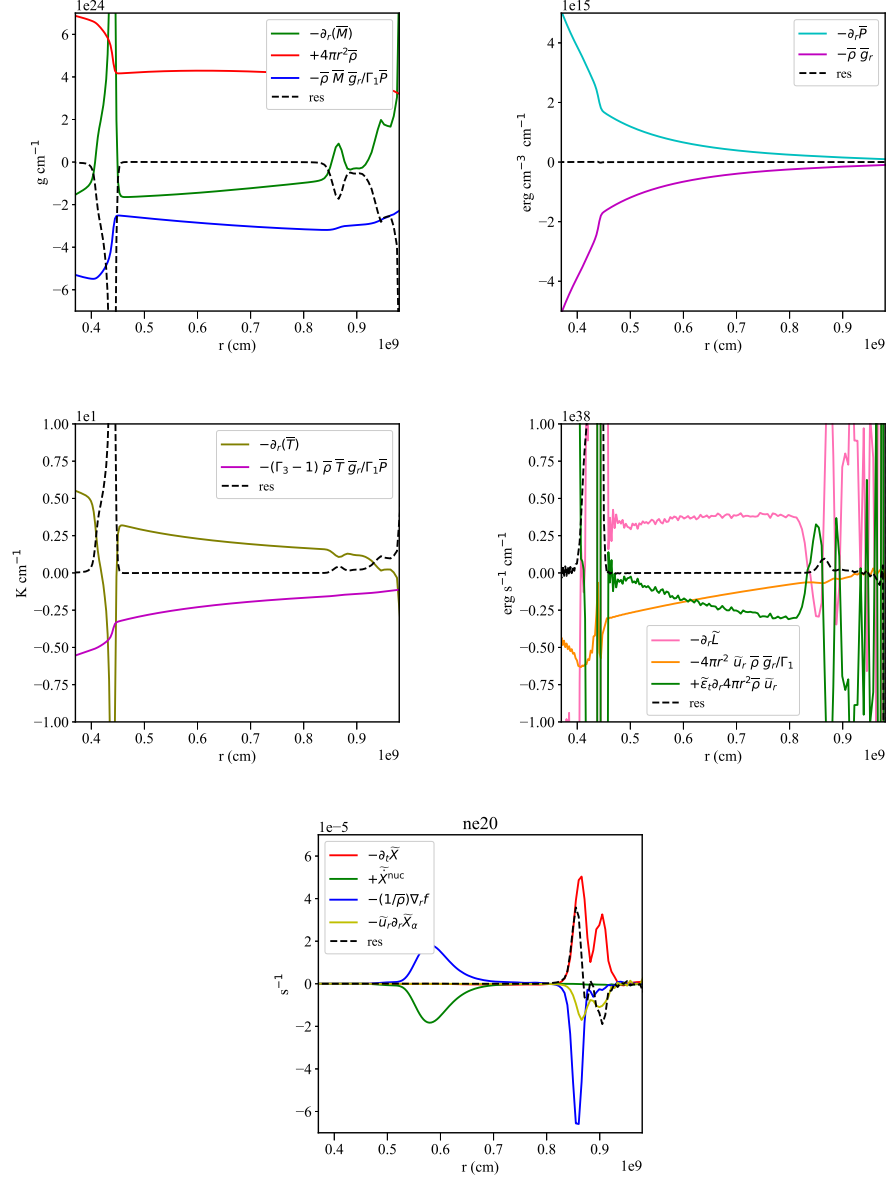 1e24
−∂r(M̅)
+4πr²ρ̅
−ρ̅ M̅ g̅r/Γ1P̅
res
6
4
2
0
−2
−4
−6
g cm⁻¹
0.4 0.5 0.6 0.7 0.8 0.9
r (cm)
1e9
1e15
−∂rP̅
−ρ̅ g̅r
res
4
2
0
−2
−4
erg cm⁻³ cm⁻¹
0.4 0.5 0.6 0.7 0.8 0.9
r (cm)
1e9
1e1
−∂r(T̅)
−(Γ3 − 1) ρ̅ T̅ g̅r/Γ1P̅
res
1.00
0.75
0.50
0.25
0.00
−0.25
−0.50
−0.75
−1.00
K cm⁻¹
0.4 0.5 0.6 0.7 0.8 0.9
r (cm)
1e9
1e38
1.00
0.75
0.50
0.25
0.00
−0.25
−0.50
−0.75
−1.00
erg s⁻¹ cm⁻¹
−∂rL̃
−4πr² ũr ρ̅ g̅r/Γ1
+ε̃t∂r4πr²ρ̅ ũr
res
0.4 0.5 0.6 0.7 0.8 0.9
r (cm)
1e9
ne20
1e−5
−∂tX̃
+Ẋ̃ⁿᵘᶜ
−(1/ρ̅)∇rf
−ũr∂rX̃α
res
6
4
2
0
−2
−4
−6
s⁻¹
0.4 0.5 0.6 0.7 0.8 0.9
r (cm)
1e9